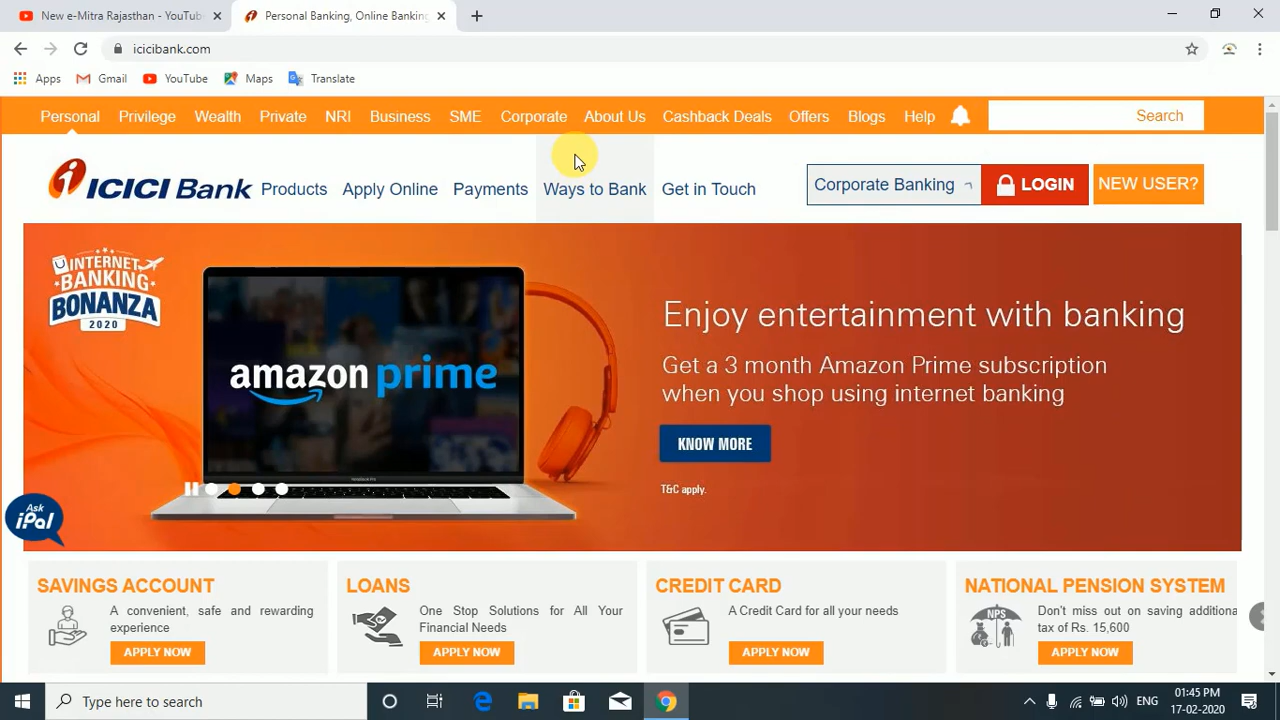 New e-Mitra Rajasthan - YouTub
Personal Banking, Online Banking
icicibank.com
Apps Gmail YouTube Maps Translate
Personal Privilege Wealth Private NRI Business SME Corporate About Us Cashback Deals Offers Blogs Help Search
ICICI Bank Products Apply Online Payments Ways to Bank Get in Touch Corporate Banking LOGIN NEW USER?
INTERNET
BANKING
BONANZA
2020
amazon prime
Enjoy entertainment with banking
Get a 3 month Amazon Prime subscription
when you shop using internet banking
KNOW MORE
T&C apply.
Ask
iPal
SAVINGS ACCOUNT
A convenient, safe and rewarding
experience
APPLY NOW
LOANS
One Stop Solutions for All Your
Financial Needs
APPLY NOW
CREDIT CARD
A Credit Card for all your needs
APPLY NOW
NATIONAL PENSION SYSTEM
NPS
Don't miss out on saving additiona
tax of Rs. 15,600
APPLY NOW
Type here to search
ENG
01:45 PM
17-02-2020